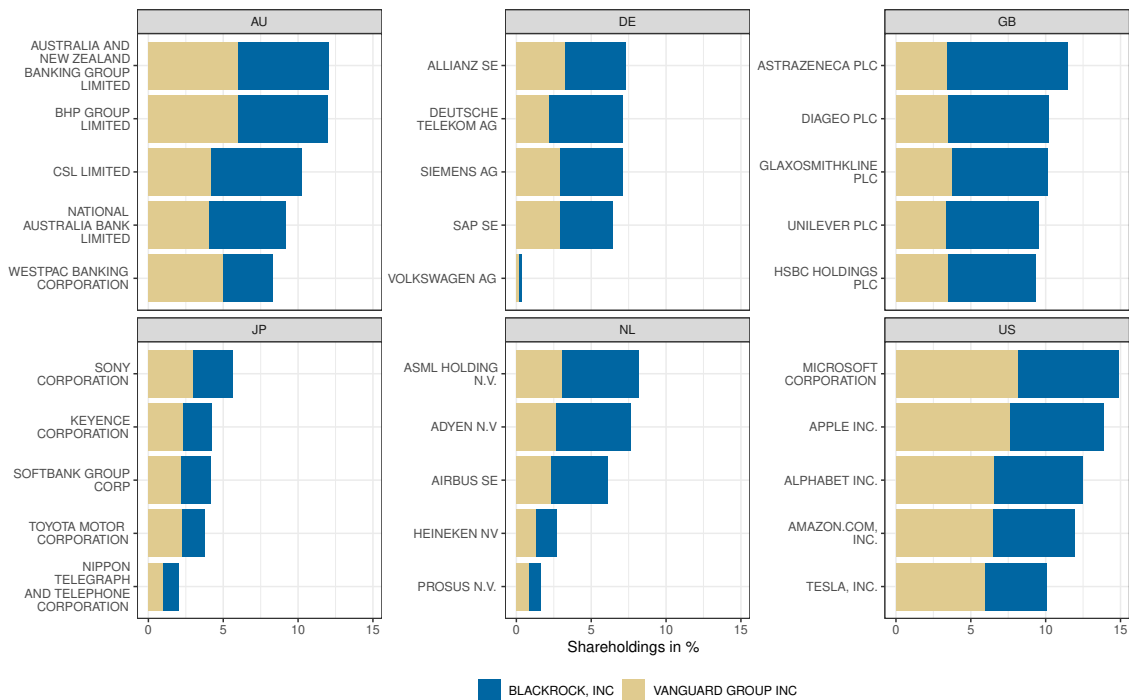 AU
AUSTRALIA AND
NEW ZEALAND
BANKING GROUP
LIMITED
BHP GROUP
LIMITED
CSL LIMITED
NATIONAL
AUSTRALIA BANK
LIMITED
WESTPAC BANKING
CORPORATION
DE
ALLIANZ SE
DEUTSCHE
TELEKOM AG
SIEMENS AG
SAP SE
VOLKSWAGEN AG
GB
ASTRAZENECA PLC
DIAGEO PLC
GLAXOSMITHKLINE
PLC
UNILEVER PLC
HSBC HOLDINGS
PLC
JP
SONY
CORPORATION
KEYENCE
CORPORATION
SOFTBANK GROUP
CORP
TOYOTA MOTOR
CORPORATION
NIPPON
TELEGRAPH
AND TELEPHONE
CORPORATION
0 5 10 15
NL
ASML HOLDING
N.V.
ADYEN N.V
AIRBUS SE
HEINEKEN NV
PROSUS N.V.
0 5 10 15
US
MICROSOFT
CORPORATION
APPLE INC.
ALPHABET INC.
AMAZON.COM,
INC.
TESLA, INC.
0 5 10 15
Shareholdings in %
BLACKROCK, INC VANGUARD GROUP INC